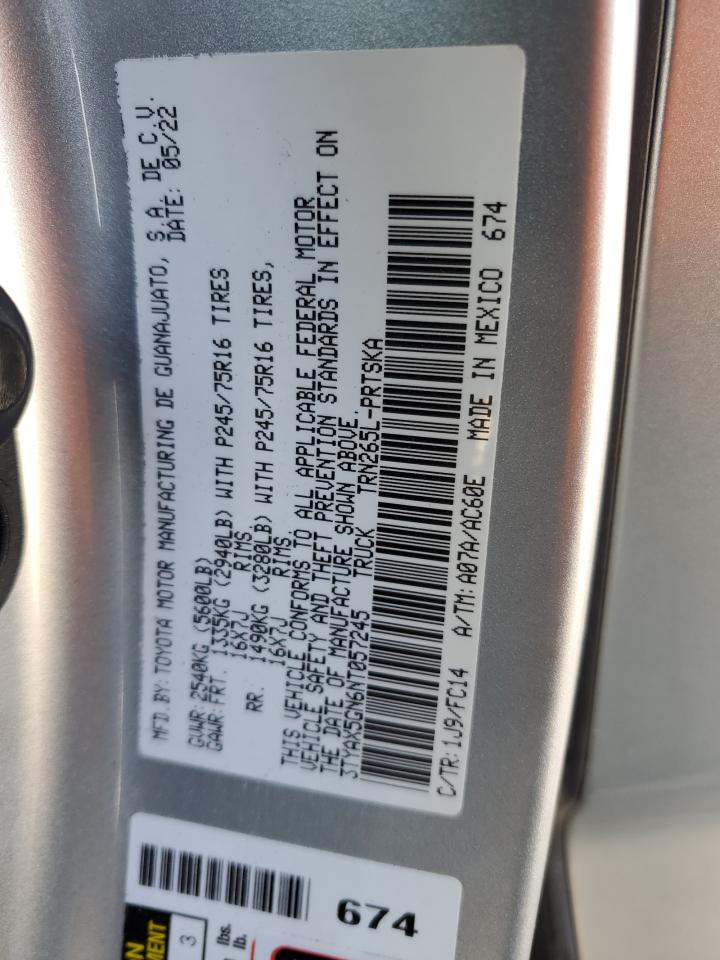 MFD. BY: TOYOTA MOTOR MANUFACTURING DE GUANAJUATO, S.A. DE C.V.
DATE: 05/22
GVWR: 2540KG (5600LB)
GAWR: FRT. 1335KG (2940LB) WITH P245/75R16 TIRES
16X7J RIMS
RR. 1490KG (3280LB) WITH P245/75R16 TIRES,
16X7J RIMS
THIS VEHICLE CONFORMS TO ALL APPLICABLE FEDERAL MOTOR
VEHICLE SAFETY AND THEFT PREVENTION STANDARDS IN EFFECT ON
THE DATE OF MANUFACTURE SHOWN ABOVE.
3TYAX5GN6NT057245 TRUCK TRN265L-PRTSKA
C/TR: 1J9/FC14 A/TM: A07A/AC60E MADE IN MEXICO 674
674
3
lbs.
lb.